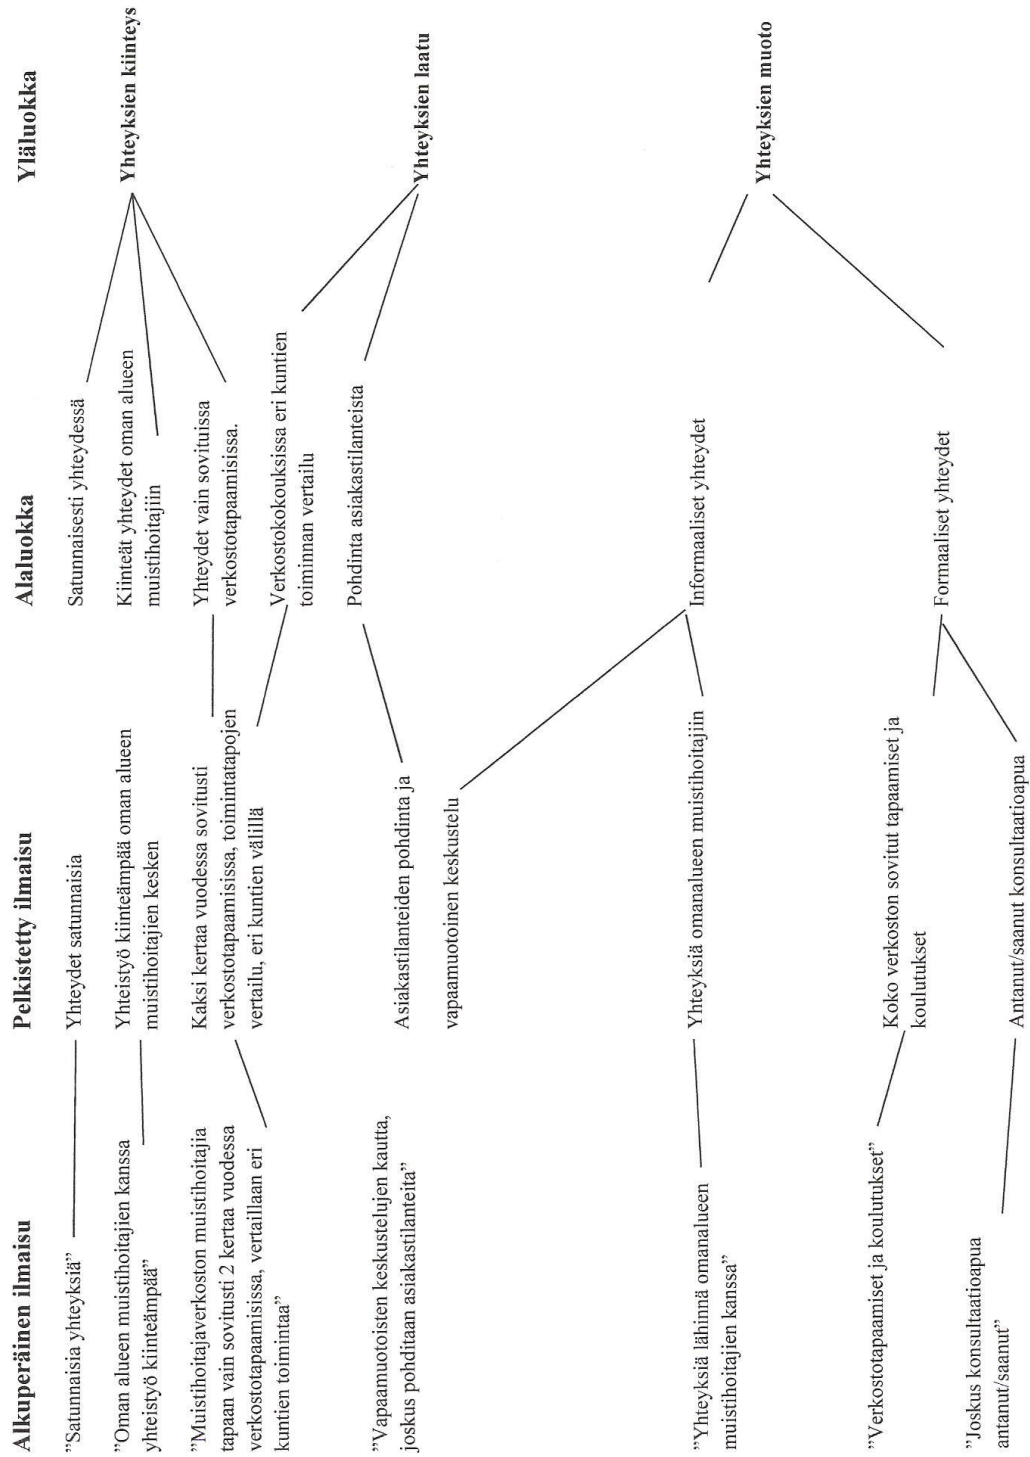 Alkuperäinen ilmaisu
Pelkistetty ilmaisu
Alaluokka
Yläluokka
”Satunnaisia yhteyksiä”
Yhteydet satunnaisia
Satunnaisesti yhteydessä
Yhteyksien kiinteys
”Oman alueen muistihoitajien kanssa
yhteistyö kiinteämpää”
Yhteistyö kiinteämpää oman alueen
muistihoitajien kesken
Kiinteät yhteydet oman alueen
muistihoitajiin
”Muistihoitajaverkoston muistihoitajia
tapaan vain sovitusti 2 kertaa vuodessa
verkostotapaamisissa, vertaillaan eri
kuntien toimintaa”
Kaksi kertaa vuodessa sovitusti
verkostotapaamisissa, toimintatapojen
vertailu, eri kuntien välillä
Yhteydet vain sovituissa
verkostotapaamisissa.
Verkostokokouksissa eri kuntien
toiminnan vertailu
Yhteyksien laatu
”Vapaamuotoisten keskustelujen kautta,
joskus pohditaan asiakastilanteita”
Asiakastilanteiden pohdinta ja
vapaamuotoinen keskustelu
Pohdinta asiakastilanteista
”Yhteyksiä lähinnä omanalueen
muistihoitajien kanssa”
Yhteyksiä omanalueen muistihoitajiin
Informaaliset yhteydet
Yhteyksien muoto
”Verkostotapaamiset ja koulutukset”
Koko verkoston sovitut tapaamiset ja
koulutukset
Formaaliset yhteydet
”Joskus konsultaatioapua
antanut/saanut”
Antanut/saanut konsultaatioapua